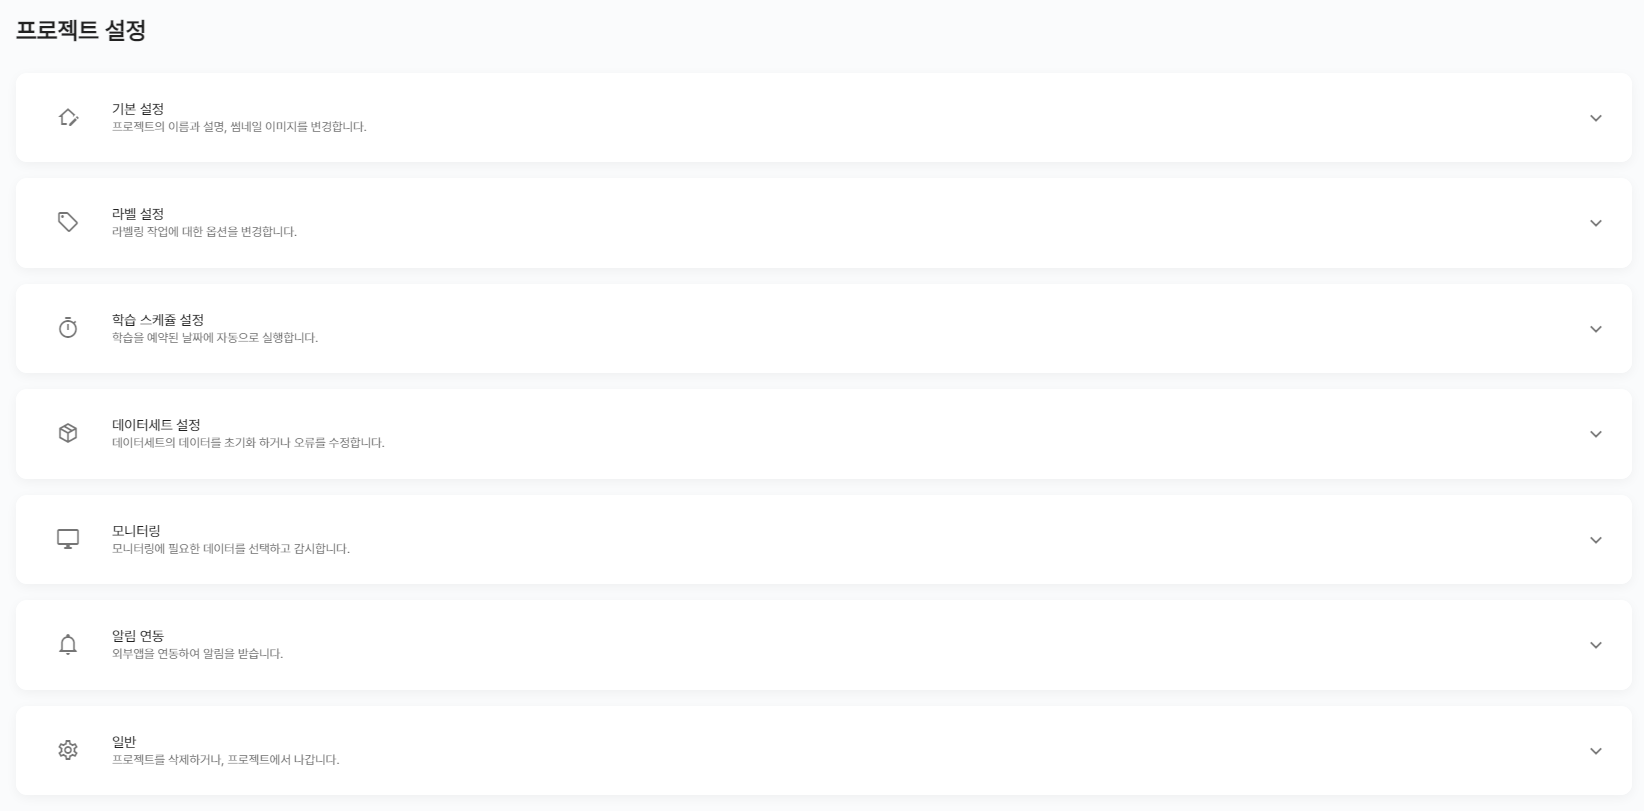 프로젝트 설정
기본 설정
프로젝트의 이름과 설명, 썸네일 이미지를 변경합니다.
라벨 설정
라벨링 작업에 대한 옵션을 변경합니다.
학습 스케쥴 설정
학습을 예약된 날짜에 자동으로 실행합니다.
데이터세트 설정
데이터세트의 데이터를 초기화 하거나 오류를 수정합니다.
모니터링
모니터링에 필요한 데이터를 선택하고 감시합니다.
알림 연동
외부앱을 연동하여 알림을 받습니다.
일반
프로젝트를 삭제하거나, 프로젝트에서 나갑니다.